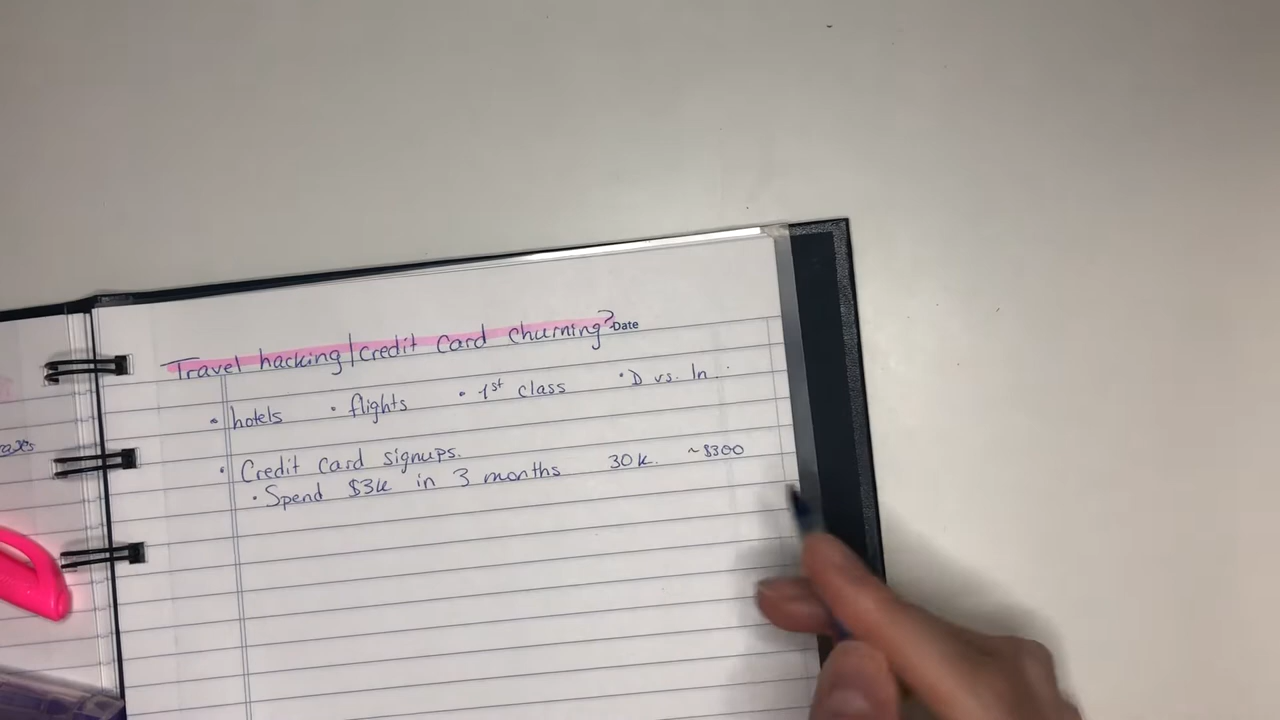 Travel hacking/Credit Card churning?
Date
• hotels • flights • 1st class • D vs. In
• Credit Card signups.
• Spend $3k in 3 months 30k. ~$300